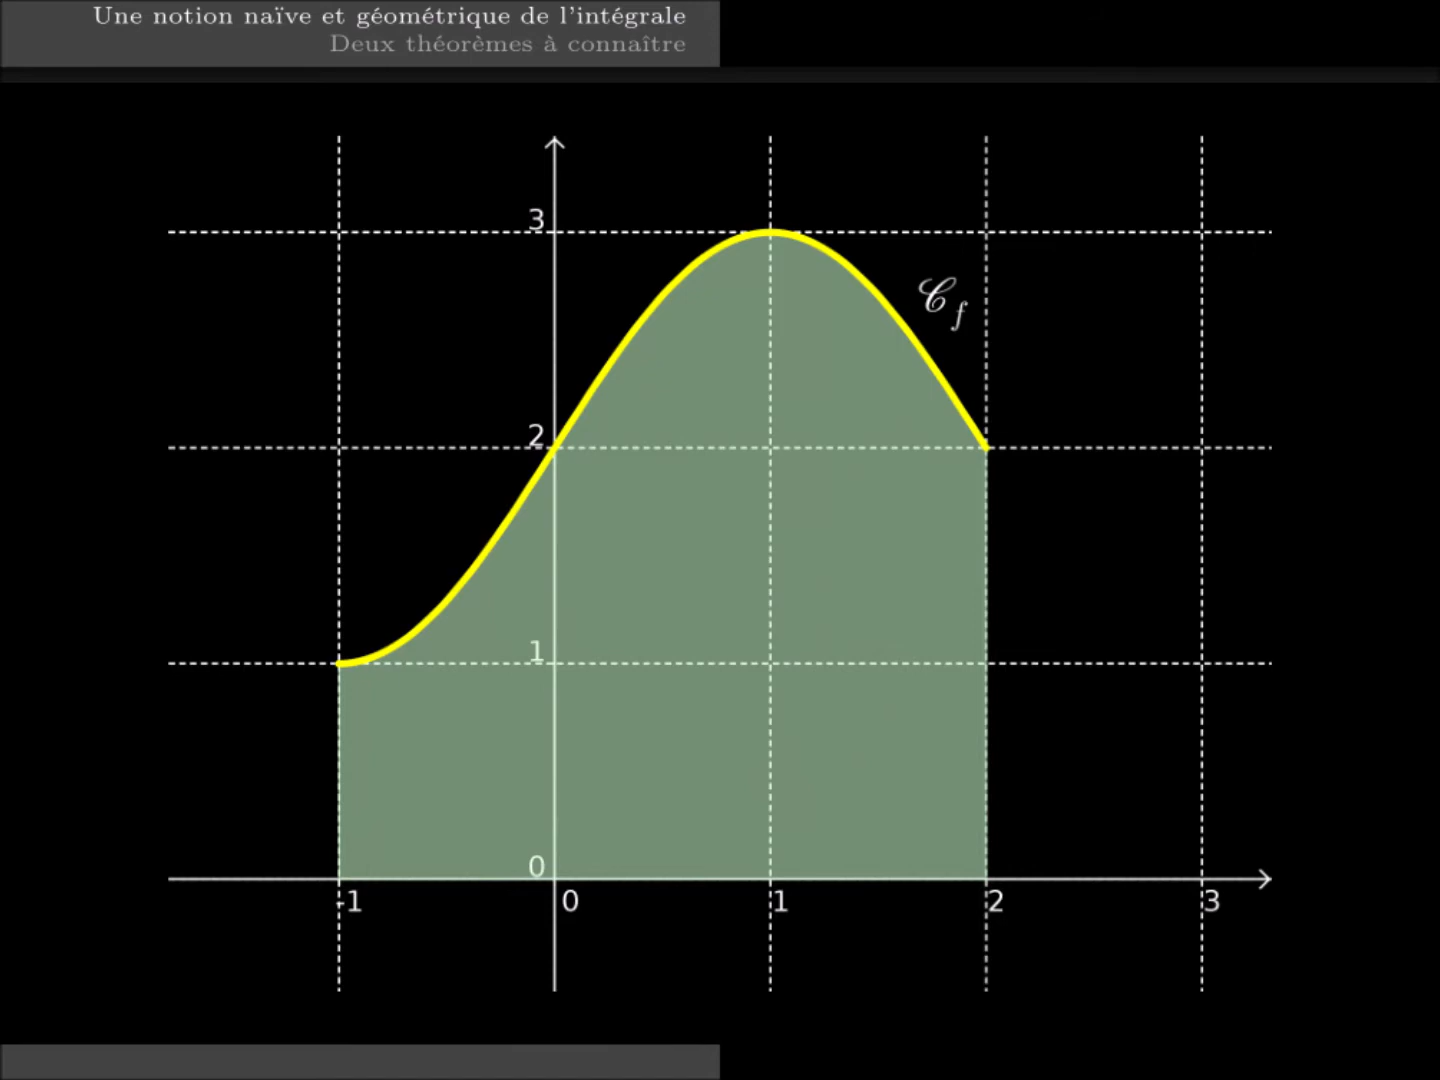 Une notion naïve et géométrique de l'intégrale
Deux théorèmes à connaître
3
𝒞f
2
1
0
-1 0 1 2 3